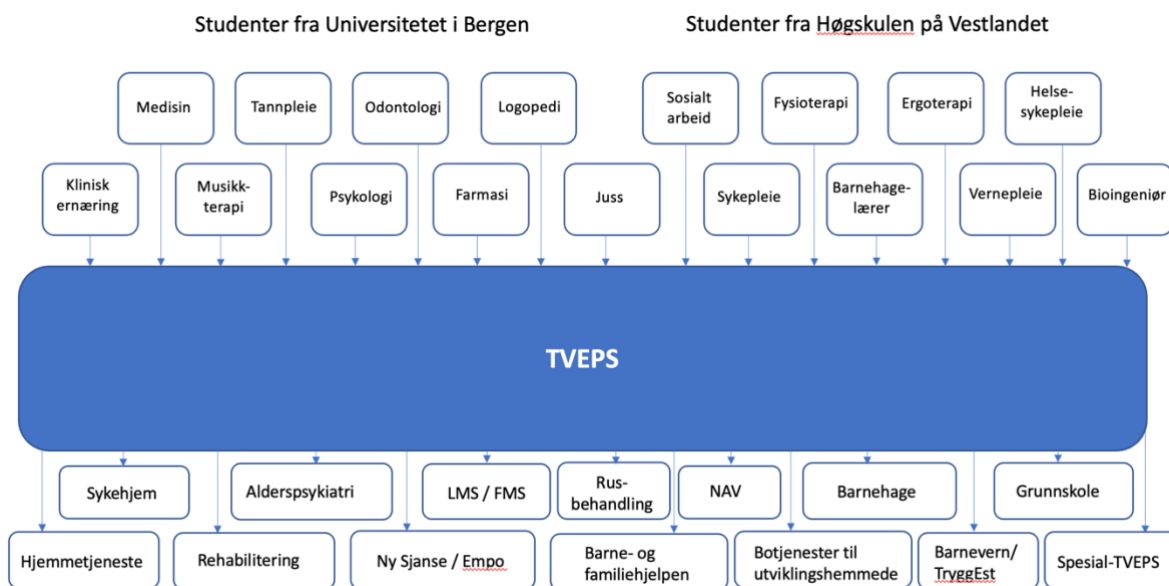 Studenter fra Universitetet i Bergen
Studenter fra Høgskulen på Vestlandet
Medisin
Tannpleie
Odontologi
Logopedi
Sosialt
arbeid
Fysioterapi
Ergoterapi
Helse-
sykepleie
Klinisk
ernæring
Musikk-
terapi
Psykologi
Farmasi
Juss
Sykepleie
Barnehage-
lærer
Vernepleie
Bioingeniør
TVEPS
Sykehjem
Alderspsykiatri
LMS / FMS
Rus-
behandling
NAV
Barnehage
Grunnskole
Hjemmetjeneste
Rehabilitering
Ny Sjanse / Empo
Barne- og
familiehjelpen
Botjenester til
utviklingshemmede
Barnevern/
TryggEst
Spesial-TVEPS